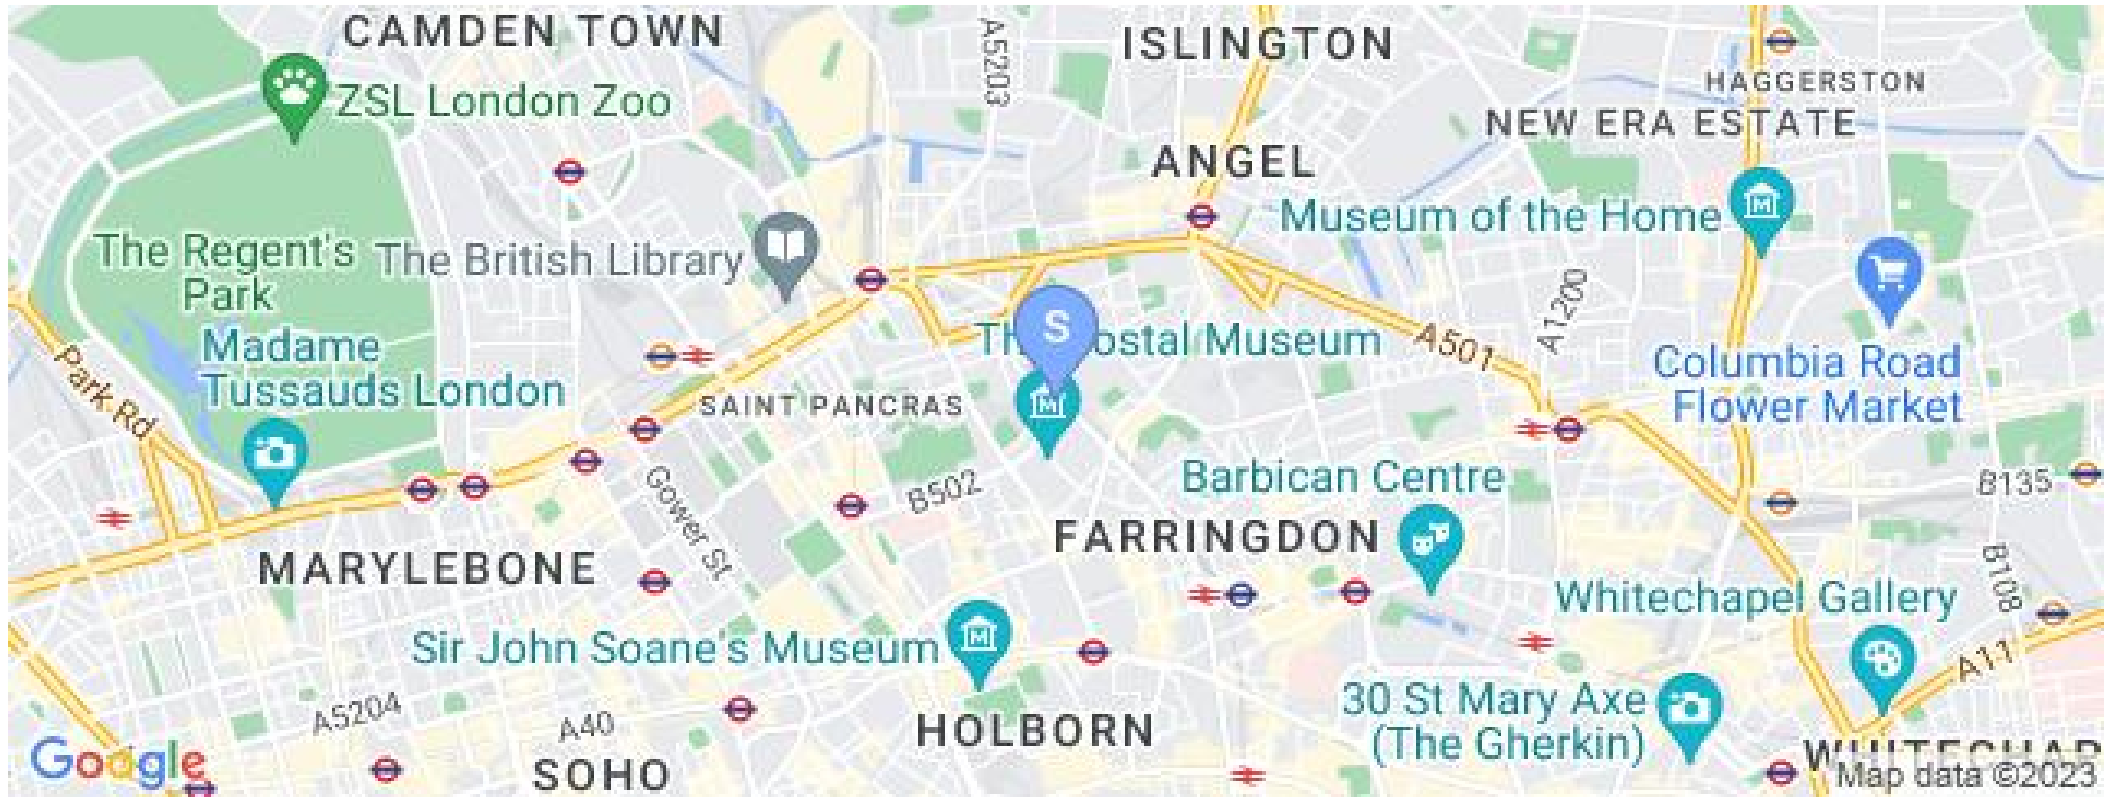 CAMDEN TOWN
ISLINGTON
A5203
HAGGERSTON
ZSL London Zoo
NEW ERA ESTATE
ANGEL
Museum of the Home
The Regent's
Park
The British Library
A1200
S
The Postal Museum
A501
Madame
Tussauds London
Park Rd
Columbia Road
Flower Market
SAINT PANCRAS
Gower St
B502
Barbican Centre
B135
FARRINGDON
MARYLEBONE
B108
Whitechapel Gallery
Sir John Soane's Museum
A11
30 St Mary Axe
(The Gherkin)
A5204
A40
HOLBORN
SOHO
Google
Map data ©2023